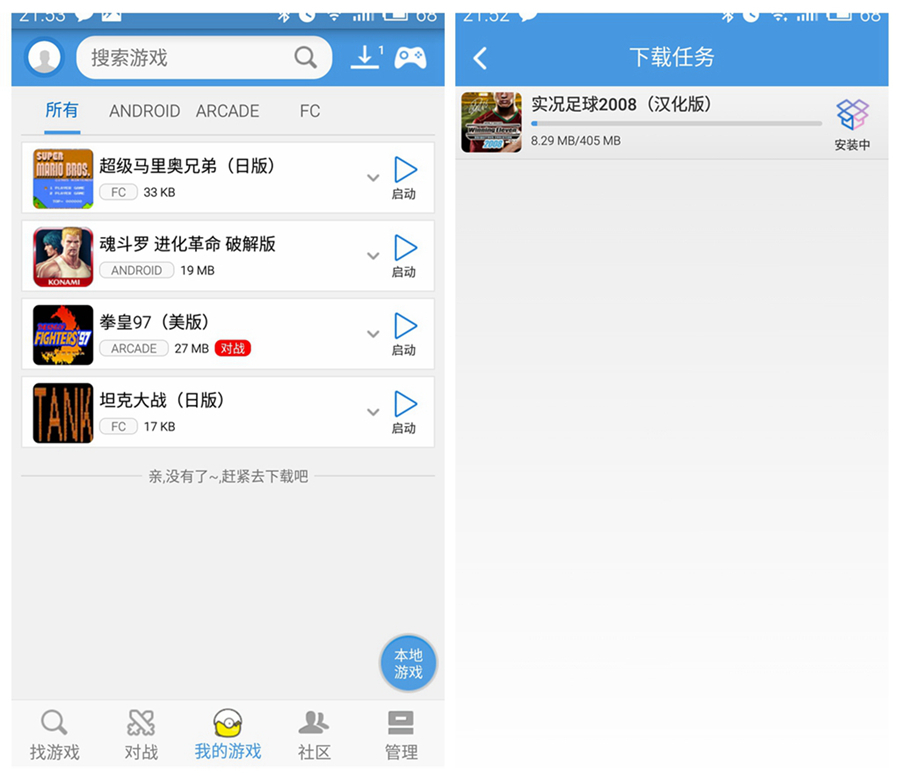 21:53
68
搜索游戏
1
所有 ANDROID ARCADE FC
SUPER
MARIO BROS.
超级马里奥兄弟（日版）
FC 33 KB
启动
KONAMI
魂斗罗 进化革命 破解版
ANDROID 19 MB
启动
FIGHTERS'97
拳皇97（美版）
ARCADE 27 MB 对战
启动
TANK
坦克大战（日版）
FC 17 KB
启动
亲,没有了~,赶紧去下载吧
本地
游戏
找游戏 对战 我的游戏 社区 管理
21:52
68
下载任务
Winning Eleven
2008
实况足球2008（汉化版）
8.29 MB/405 MB
安装中